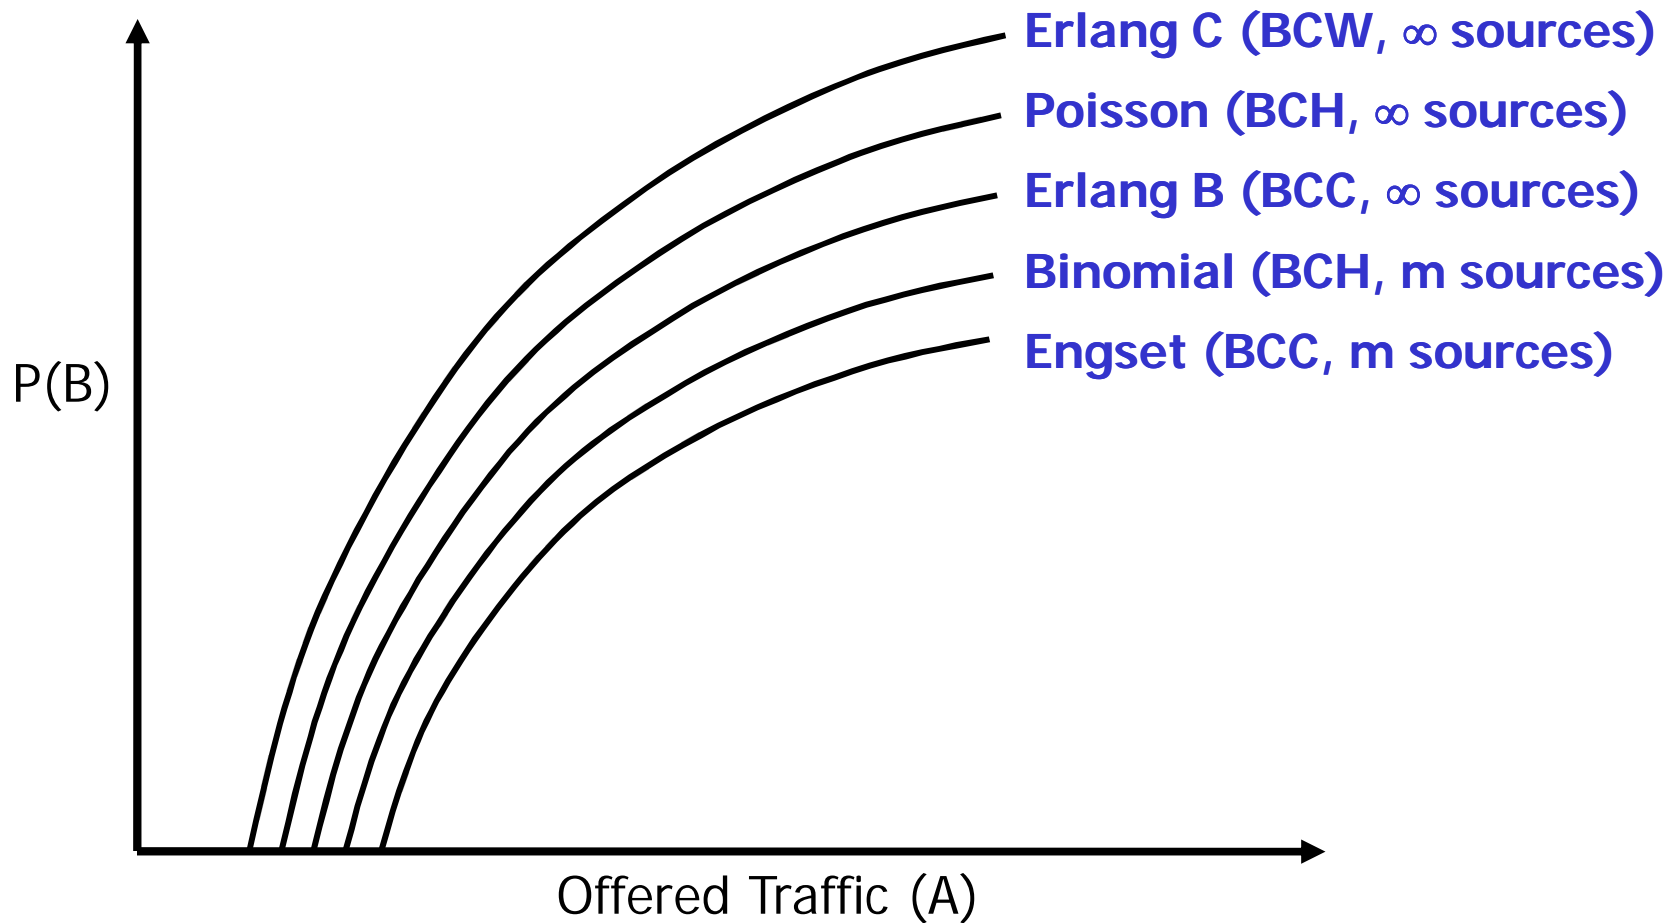 Erlang C (BCW, ∞ sources)
Poisson (BCH, ∞ sources)
Erlang B (BCC, ∞ sources)
Binomial (BCH, m sources)
Engset (BCC, m sources)
P(B)
Offered Traffic (A)